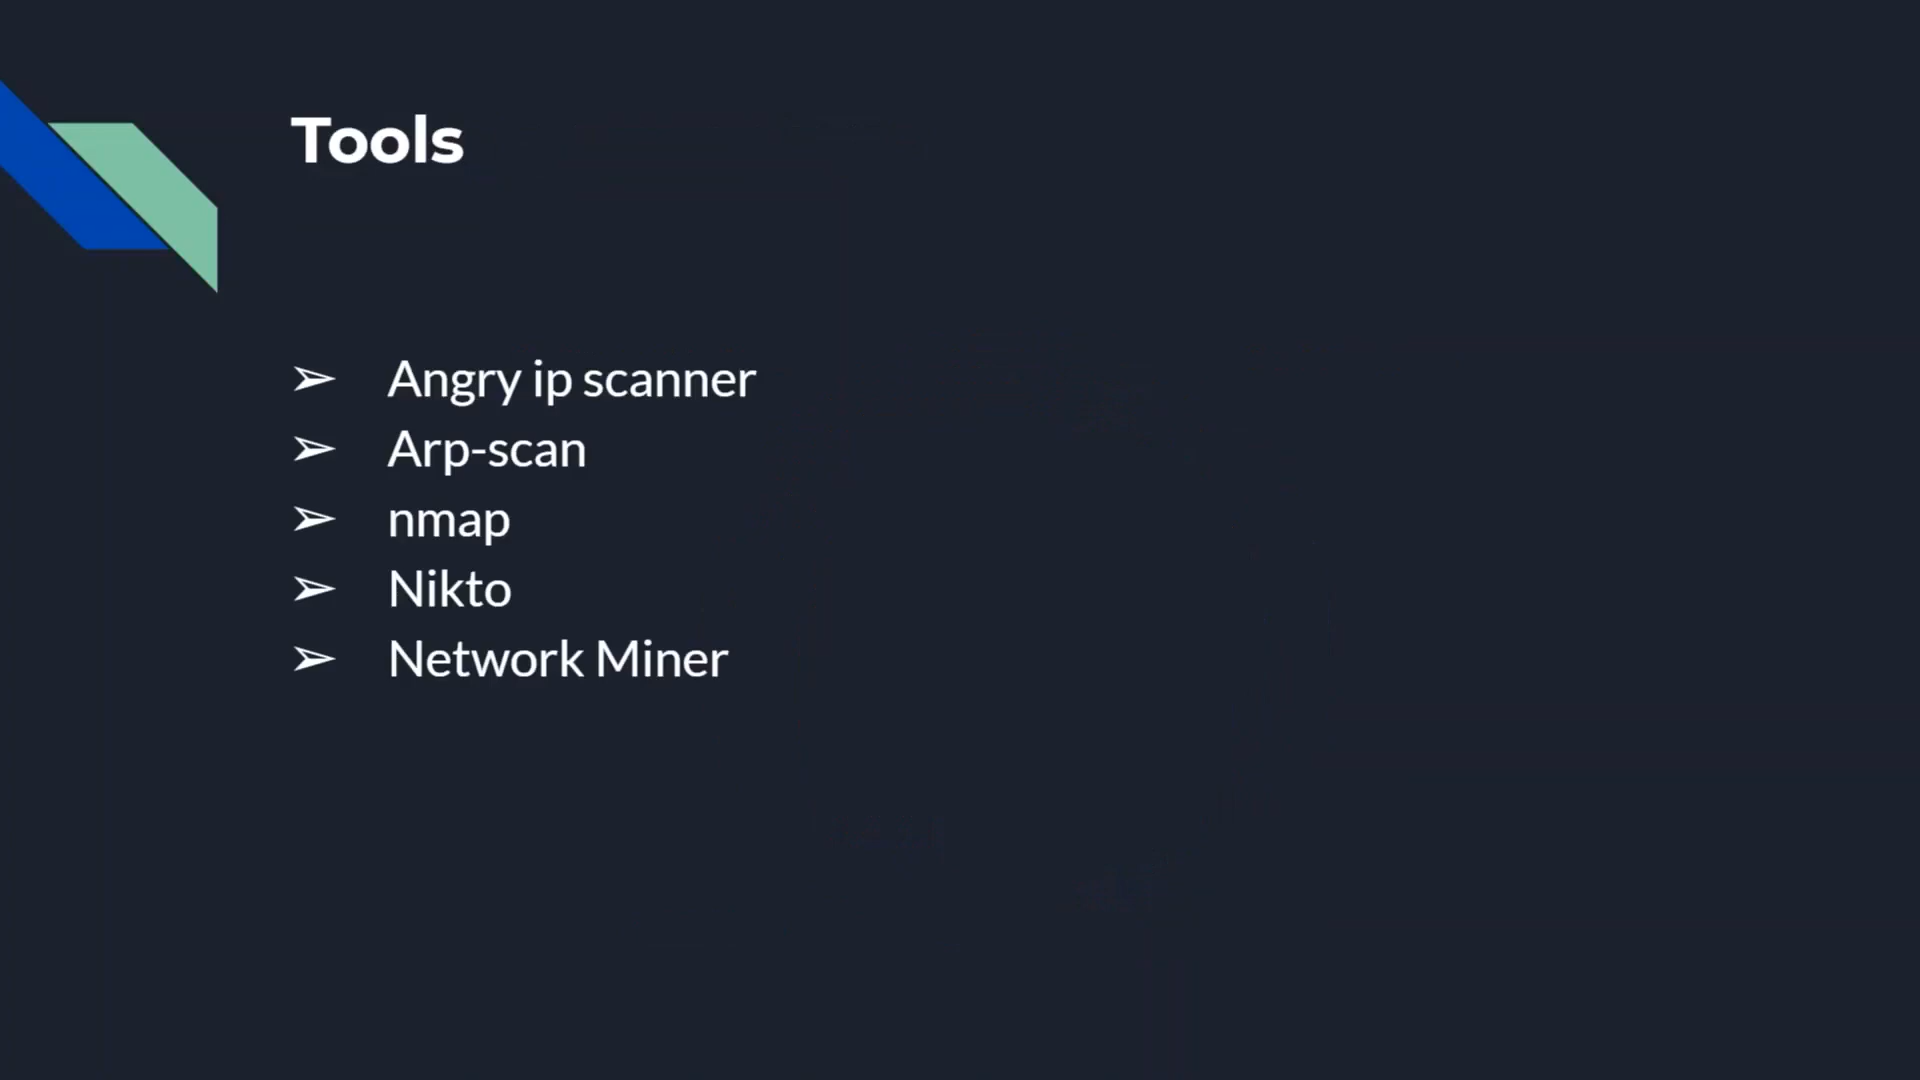 Tools
➢ Angry ip scanner
➢ Arp-scan
➢ nmap
➢ Nikto
➢ Network Miner